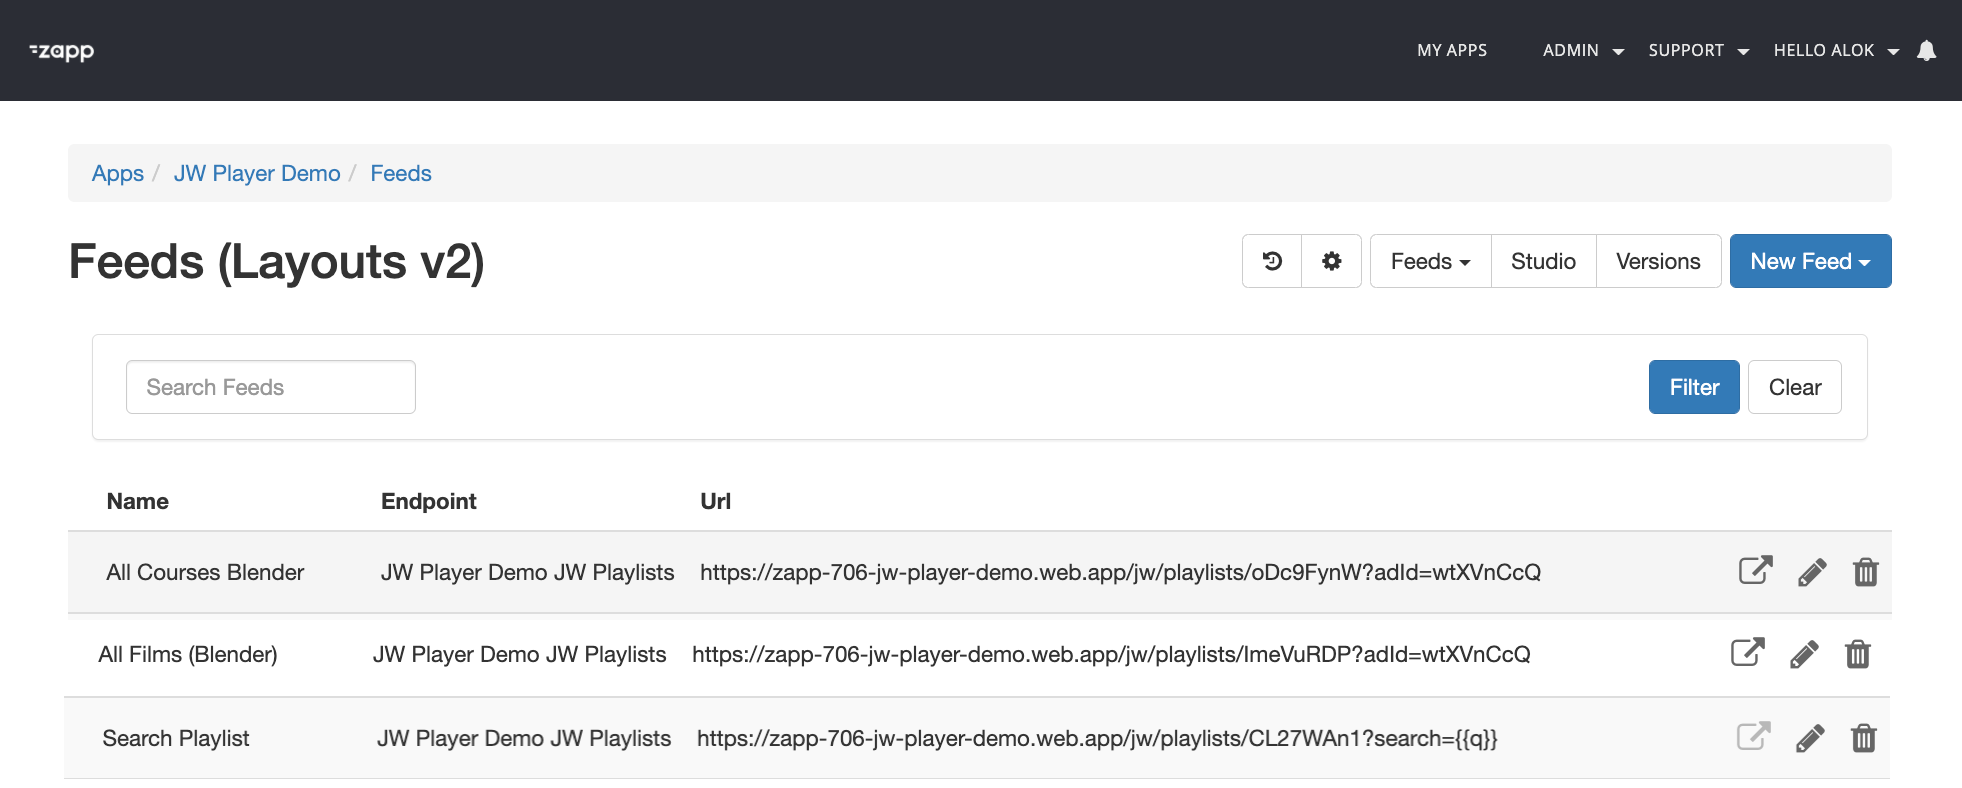 zapp MY APPS ADMIN SUPPORT HELLO ALOK
Apps / JW Player Demo / Feeds
Feeds (Layouts v2) Feeds Studio Versions New Feed
Search Feeds Filter Clear
Name Endpoint Url
All Courses Blender JW Player Demo JW Playlists https://zapp-706-jw-player-demo.web.app/jw/playlists/oDc9FynW?adId=wtXVnCcQ
All Films (Blender) JW Player Demo JW Playlists https://zapp-706-jw-player-demo.web.app/jw/playlists/ImeVuRDP?adId=wtXVnCcQ
Search Playlist JW Player Demo JW Playlists https://zapp-706-jw-player-demo.web.app/jw/playlists/CL27WAn1?search={{q}}